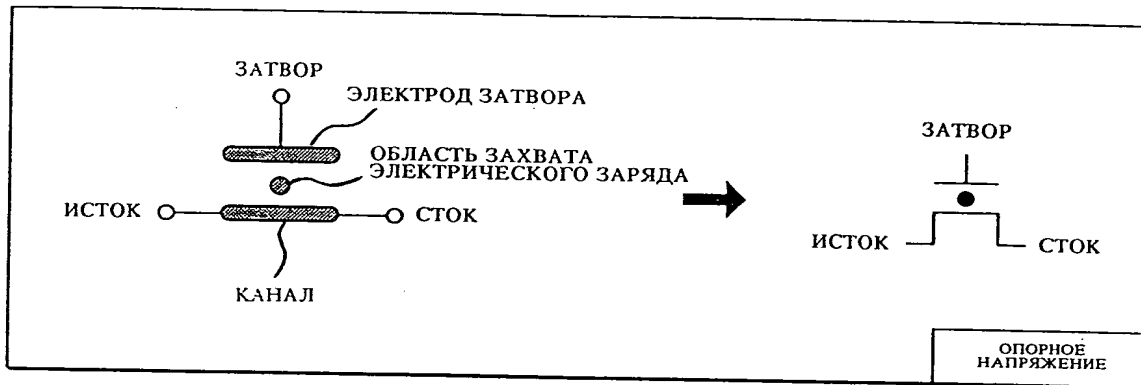 ЗАТВОР
ЭЛЕКТРОД ЗАТВОРА
ОБЛАСТЬ ЗАХВАТА
ЭЛЕКТРИЧЕСКОГО ЗАРЯДА
ИСТОК
СТОК
КАНАЛ
ЗАТВОР
ИСТОК
СТОК
ОПОРНОЕ
НАПРЯЖЕНИЕ